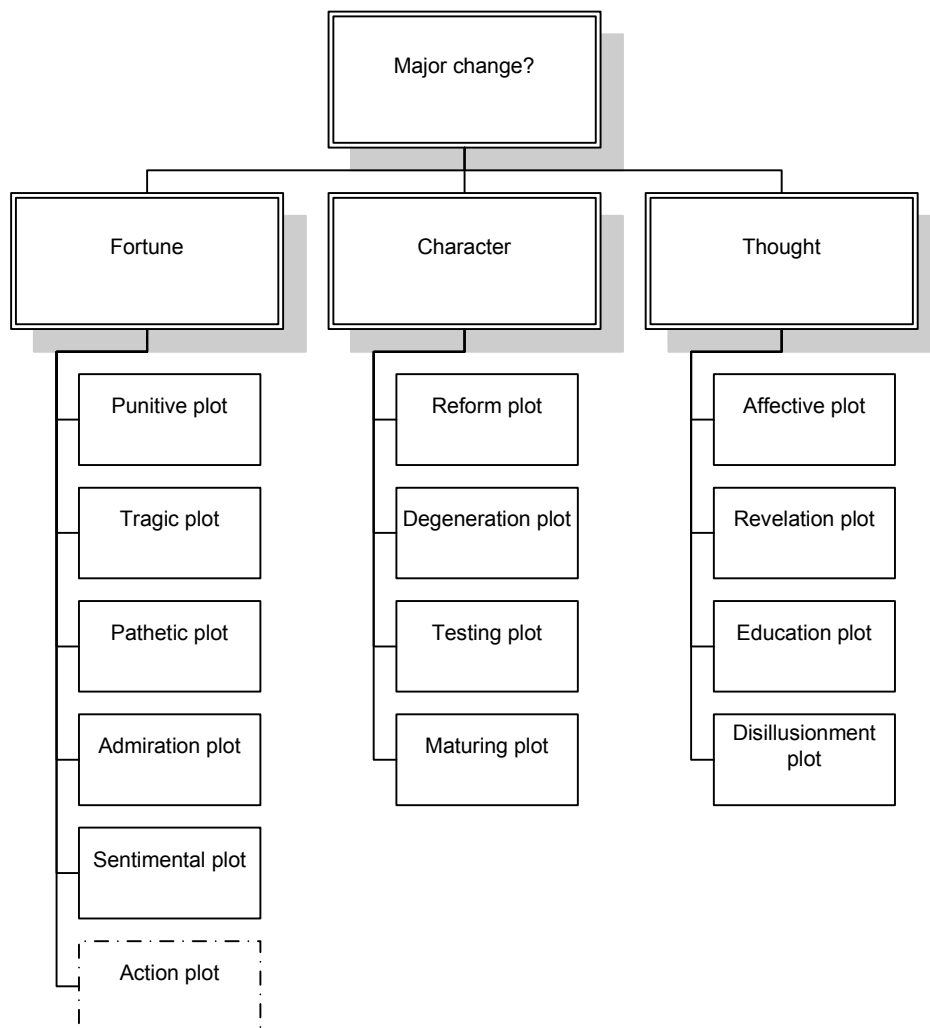 Major change?
Fortune
Character
Thought
Punitive plot
Reform plot
Affective plot
Tragic plot
Degeneration plot
Revelation plot
Pathetic plot
Testing plot
Education plot
Admiration plot
Maturing plot
Disillusionment
plot
Sentimental plot
Action plot